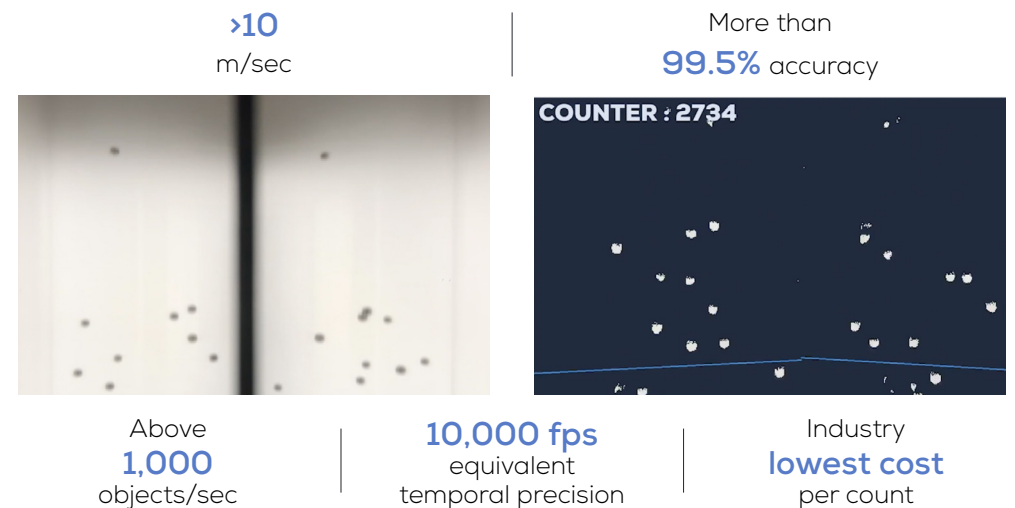 >10
m/sec
More than
99.5% accuracy
COUNTER : 2734
Above
1,000
objects/sec
10,000 fps
equivalent
temporal precision
Industry
lowest cost
per count